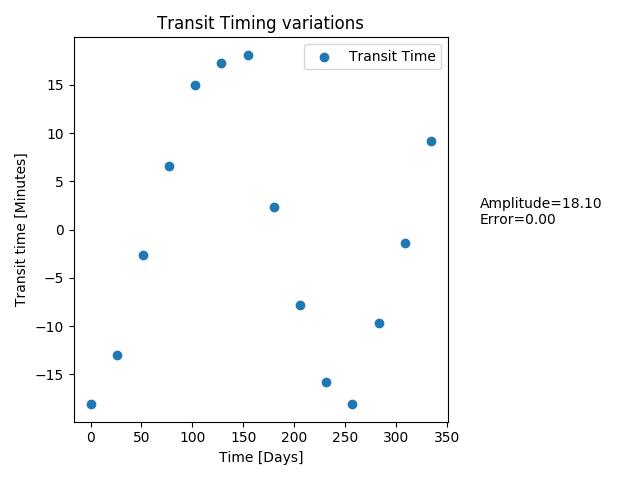 Transit Timing variations
Transit Time
Transit time [Minutes]
15
10
5
0
−5
−10
−15
0
50
100
150
200
250
300
350
Time [Days]
Amplitude=18.10
Error=0.00